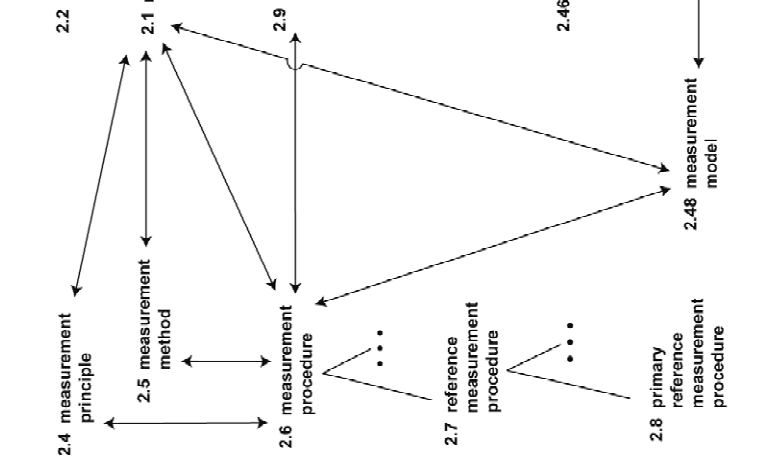 2.2
2.1
2.9
2.46
2.48 measurement
model
2.5 measurement
method
2.4 measurement
principle
2.6 measurement
procedure
2.7 reference
measurement
procedure
2.8 primary
reference
measurement
procedure